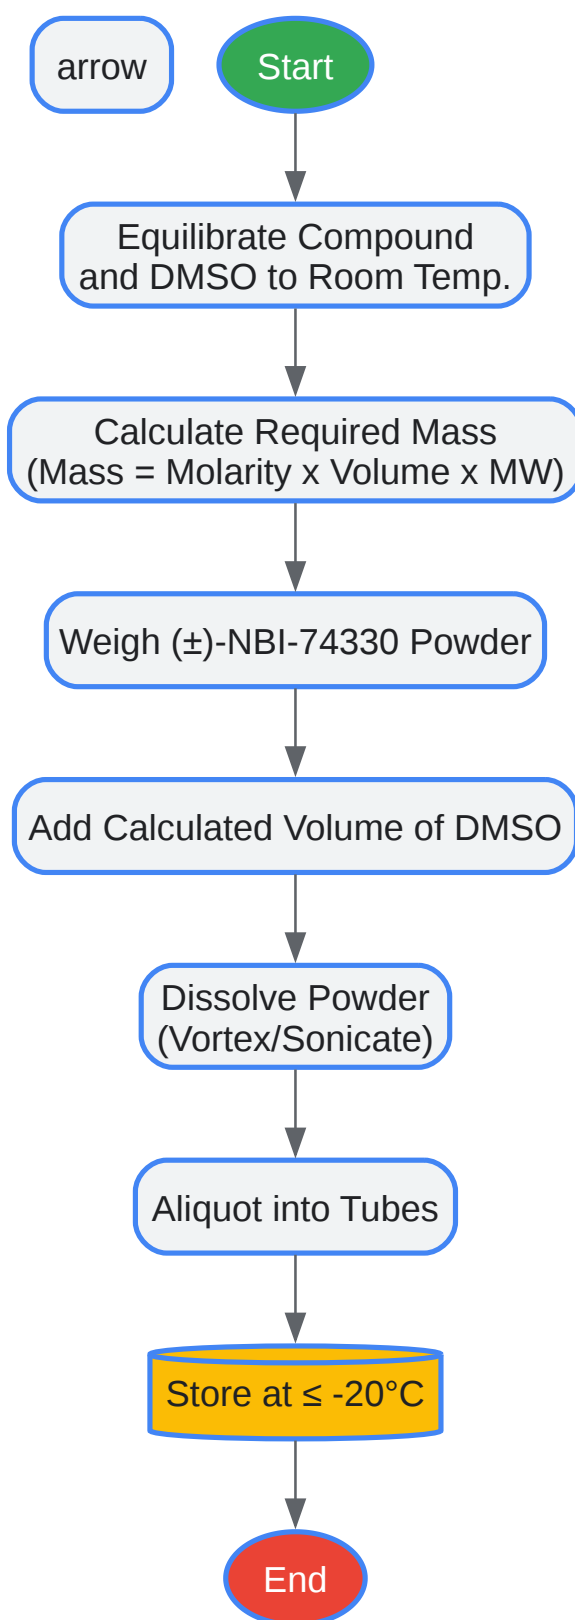 arrow
Start
Equilibrate Compound
and DMSO to Room Temp.
Calculate Required Mass
(Mass = Molarity x Volume x MW)
Weigh (±)-NBI-74330 Powder
Add Calculated Volume of DMSO
Dissolve Powder
(Vortex/Sonicate)
Aliquot into Tubes
Store at ≤ -20°C
End